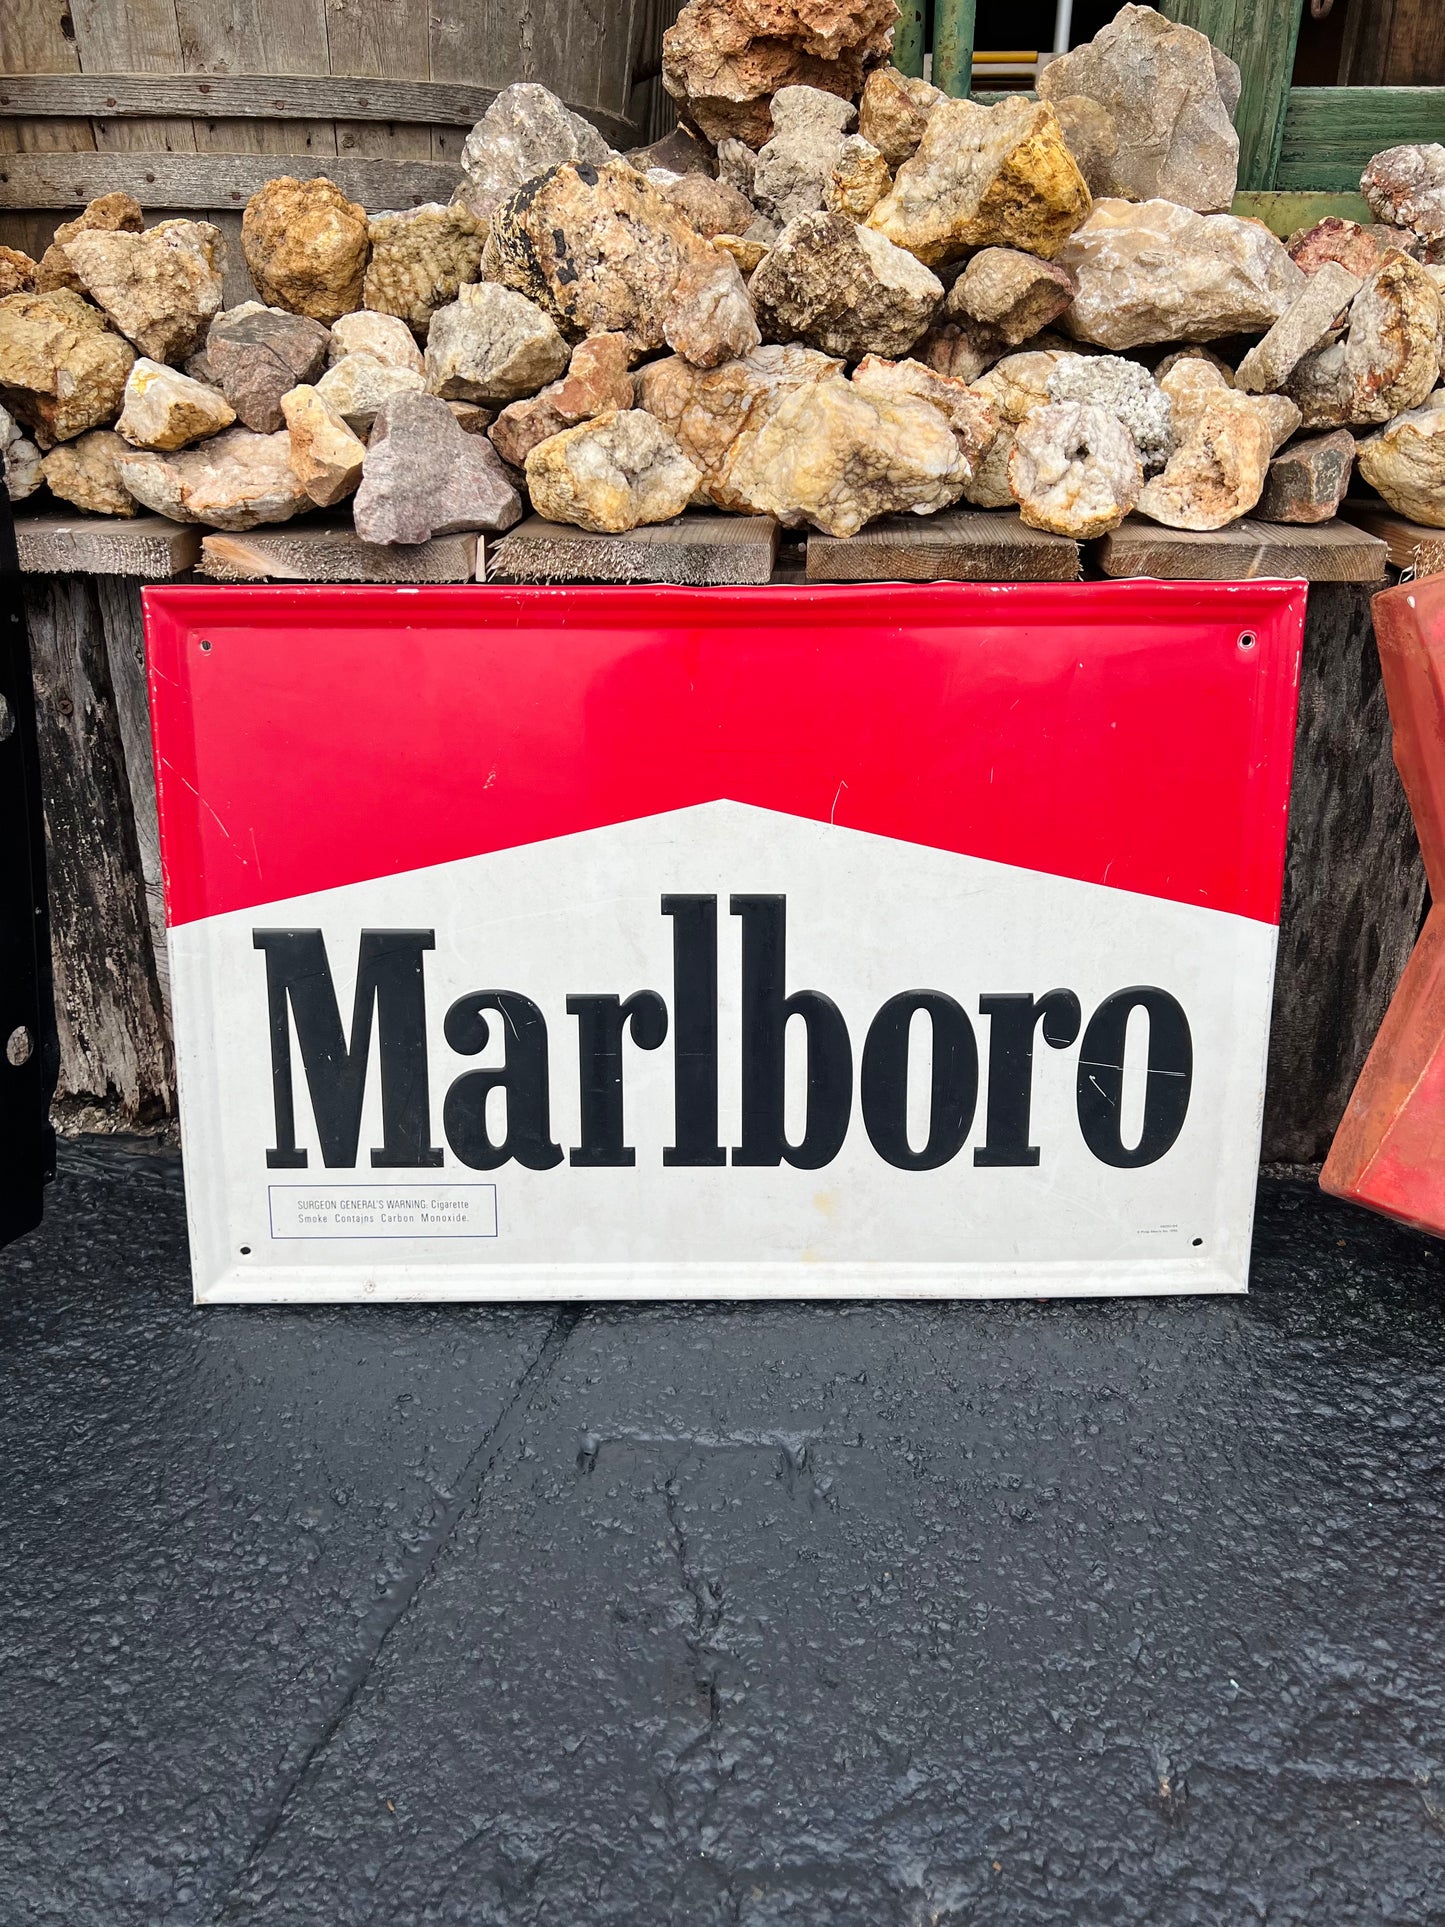 Marlboro
SURGEON GENERAL'S WARNING: Cigarette
Smoke Contains Carbon Monoxide.